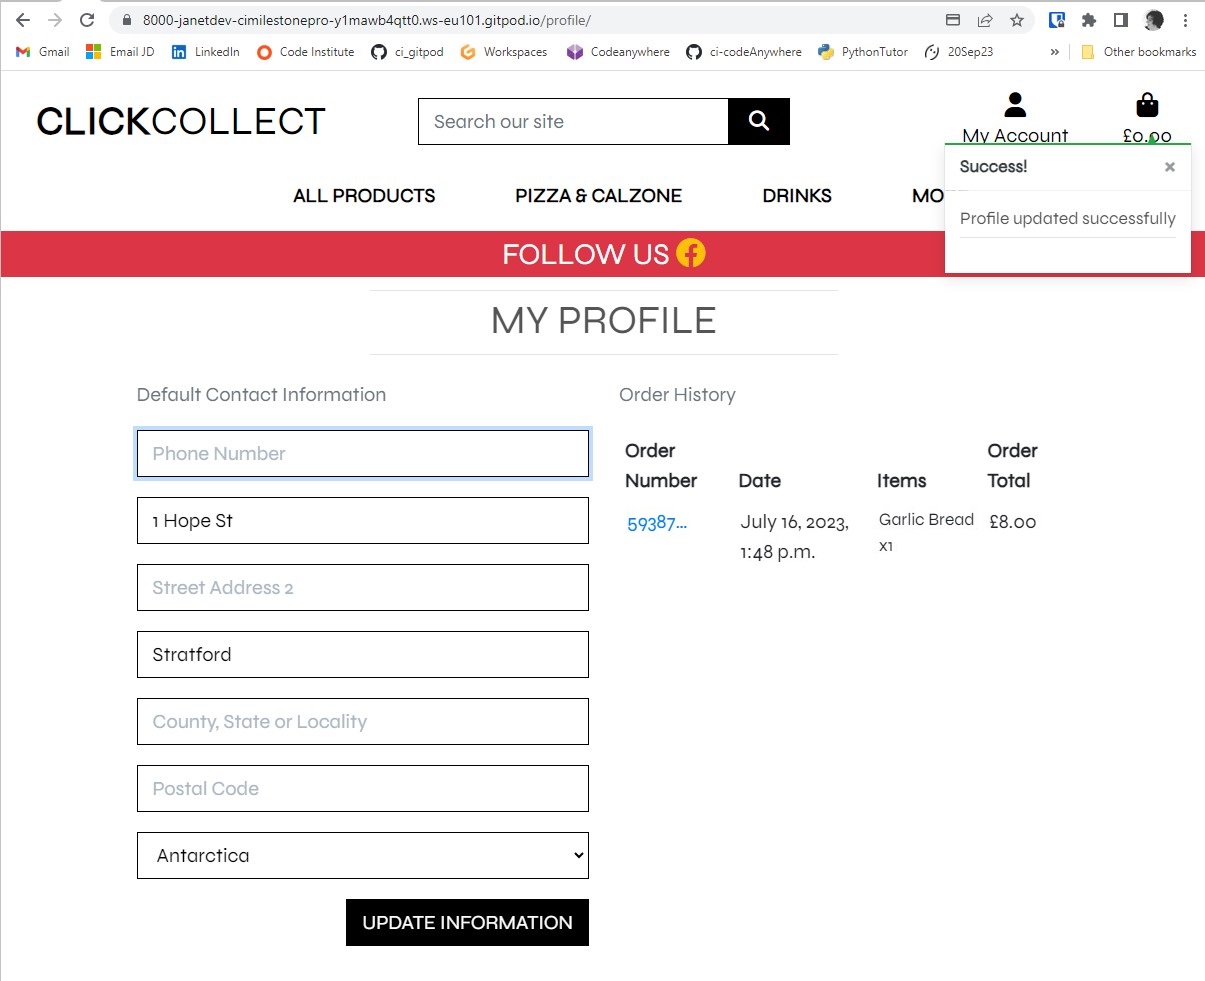 8000-janetdev-cimilestonepro-y1mawb4qtt0.ws-eu101.gitpod.io/profile/
Gmail Email JD LinkedIn Code Institute ci_gitpod Workspaces Codeanywhere ci-codeAnywhere PythonTutor 20Sep23 » Other bookmarks
CLICKCOLLECT
Search our site
My Account £0.00
Success! ×
ALL PRODUCTS PIZZA & CALZONE DRINKS MO
Profile updated successfully
FOLLOW US
MY PROFILE
Default Contact Information
Phone Number
1 Hope St
Street Address 2
Stratford
County, State or Locality
Postal Code
Antarctica
UPDATE INFORMATION
Order History
Order Number Date Items Order Total
59387... July 16, 2023, 1:48 p.m. Garlic Bread x1 £8.00